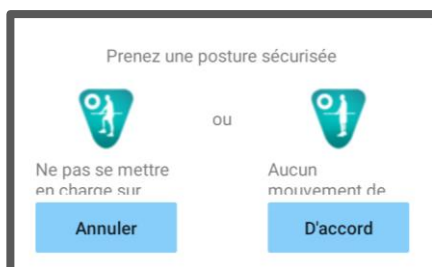 Prenez une posture sécurisée
ou
Ne pas se mettre
en charge sur
Aucun
mouvement de
Annuler
D'accord